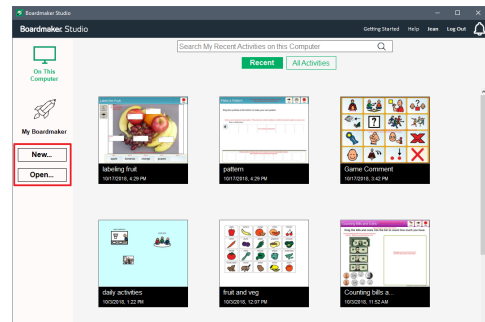 Boardmaker Studio
Boardmaker. Studio
Getting Started Help Jean Log Out
Search My Recent Activities on this Computer
Recent All Activities
On This
Computer
My Boardmaker
New...
Open...
labeling fruit
10/17/2018, 4:29 PM
pattern
10/17/2018, 4:29 PM
Game Comment
10/17/2018, 3:42 PM
daily activities
10/3/2018, 1:22 PM
fruit and veg
10/3/2018, 12:07 PM
Counting bills a...
10/3/2018, 11:52 AM